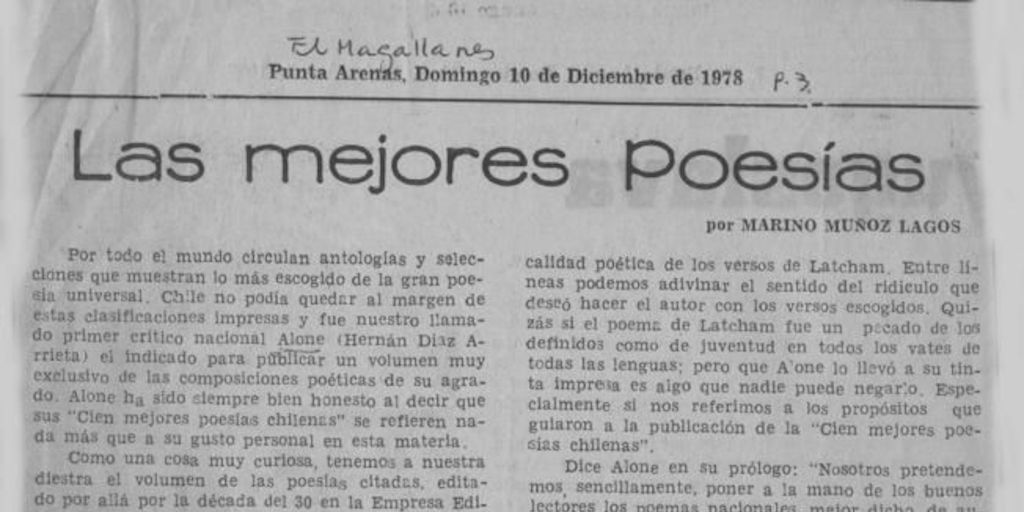 El Magallanes
Punta Arenas, Domingo 10 de Diciembre de 1978 p. 3.
Las mejores Poesías
por MARINO MUÑOZ LAGOS
Por todo el mundo circulan antologías y selec-
ciones que muestran lo más escogido de la gran poe-
sía universal. Chile no podía quedar al margen de
estas clasificaciones impresas y fue nuestro llama-
do primer crítico nacional Alone (Hernán Díaz A-
rrieta) el indicado para publicar un volumen muy
exclusivo de las composiciones poéticas de su agra-
do. Alone ha sido siempre bien honesto al decir que
sus "Cien mejores poesías chilenas" se refieren na-
da más que a su gusto personal en esta materia.
Como una cosa muy curiosa, tenemos a nuestra
diestra el volumen de las poesías citadas, edita-
do por allá por la década del 30 en la Empresa Edi-
calidad poética de los versos de Latcham. Entre lí-
neas podemos adivinar el sentido del ridículo que
deseó hacer el autor con los versos escogidos. Qui-
zás si el poema de Latcham fue un pecado de los
definidos como de juventud en todos los vates de
todas las lenguas; pero que A'one lo llevó a su tin-
ta impresa es algo que nadie puede negarlo. Espe-
cialmente si nos referimos a los propósitos que
guiaron a la publicación de la "Cien mejores poe-
sías chilenas".
Dice Alone en su prólogo: "Nosotros pretende-
mos, sencillamente, poner a la mano de los buenos
lectores los poemas nacionales, mejor dicho, de au-